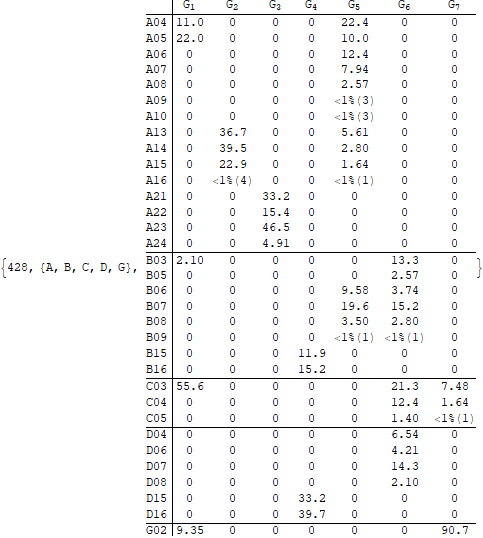 G1 G2 G3 G4 G5 G6 G7
A04 11.0 0 0 0 22.4 0 0
A05 22.0 0 0 0 10.0 0 0
A06 0 0 0 0 12.4 0 0
A07 0 0 0 0 7.94 0 0
A08 0 0 0 0 2.57 0 0
A09 0 0 0 0 <1%(3) 0 0
A10 0 0 0 0 <1%(3) 0 0
A13 0 36.7 0 0 5.61 0 0
A14 0 39.5 0 0 2.80 0 0
A15 0 22.9 0 0 1.64 0 0
A16 0 <1%(4) 0 0 <1%(1) 0 0
A21 0 0 33.2 0 0 0 0
A22 0 0 15.4 0 0 0 0
A23 0 0 46.5 0 0 0 0
A24 0 0 4.91 0 0 0 0
{428, {A, B, C, D, G}, B03 2.10 0 0 0 0 13.3 0 }
B05 0 0 0 0 0 2.57 0
B06 0 0 0 0 9.58 3.74 0
B07 0 0 0 0 19.6 15.2 0
B08 0 0 0 0 3.50 2.80 0
B09 0 0 0 0 <1%(1) <1%(1) 0
B15 0 0 0 11.9 0 0 0
B16 0 0 0 15.2 0 0 0
C03 55.6 0 0 0 0 21.3 7.48
C04 0 0 0 0 0 12.4 1.64
C05 0 0 0 0 0 1.40 <1%(1)
D04 0 0 0 0 0 6.54 0
D06 0 0 0 0 0 4.21 0
D07 0 0 0 0 0 14.3 0
D08 0 0 0 0 0 2.10 0
D15 0 0 0 33.2 0 0 0
D16 0 0 0 39.7 0 0 0
G02 9.35 0 0 0 0 0 90.7